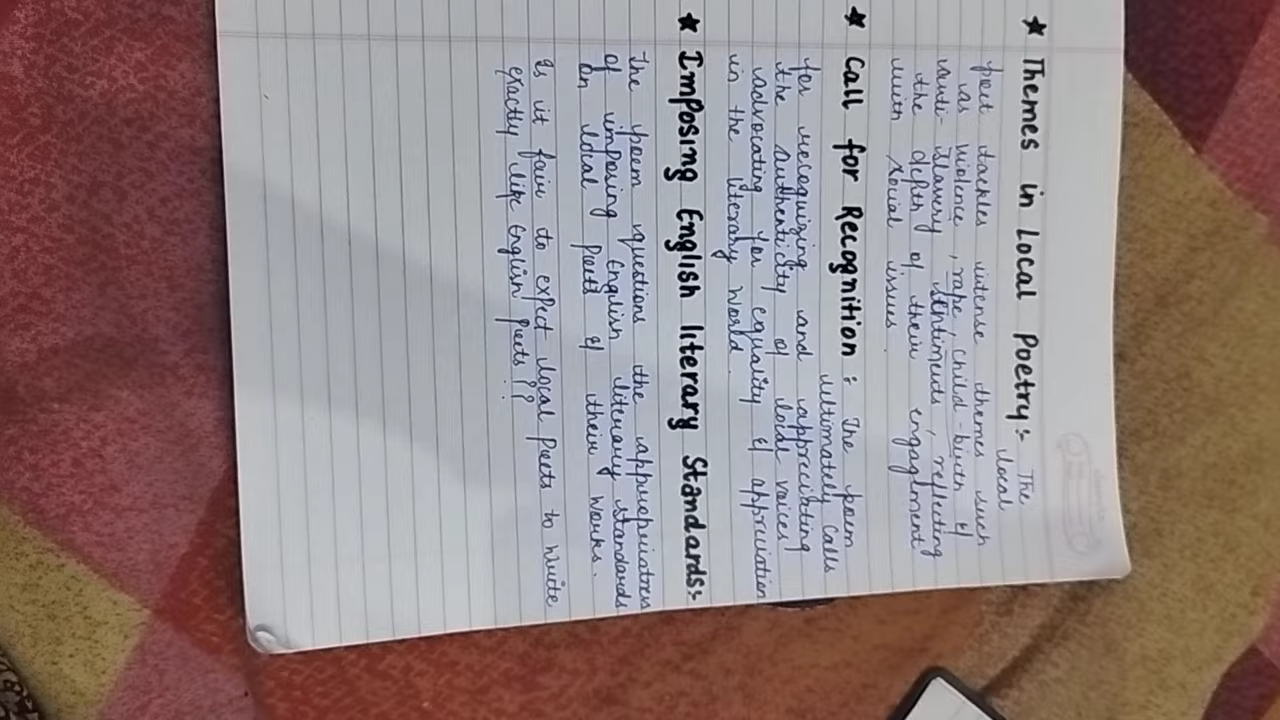 ★ Themes in Local Poetry:- The
local
poet tackles intense themes such
as violence, rape, child-birth &
anti-slavery sentiments, reflecting
the depth of their engagement
with social issues.
★ Call for Recognition : The poem
ultimately calls
for recognizing and appreciating
the authenticity of local voices
advocating for equality & appreciation
in the literary world.
★ Imposing English literary Standards:-
The poem questions the appropriatness
of imposing English literary standards
on local poets & their works.
Is it fair to expect local poets to write
exactly like English poets ??